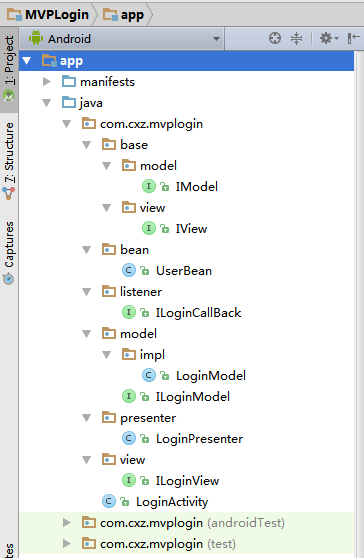 MVPLogin app
Android
app
manifests
java
com.cxz.mvplogin
base
model
I IModel
view
I IView
bean
C UserBean
listener
I ILoginCallBack
model
impl
C LoginModel
I ILoginModel
presenter
C LoginPresenter
view
I ILoginView
C LoginActivity
com.cxz.mvplogin (androidTest)
com.cxz.mvplogin (test)
1: Project
7: Structure
Captures